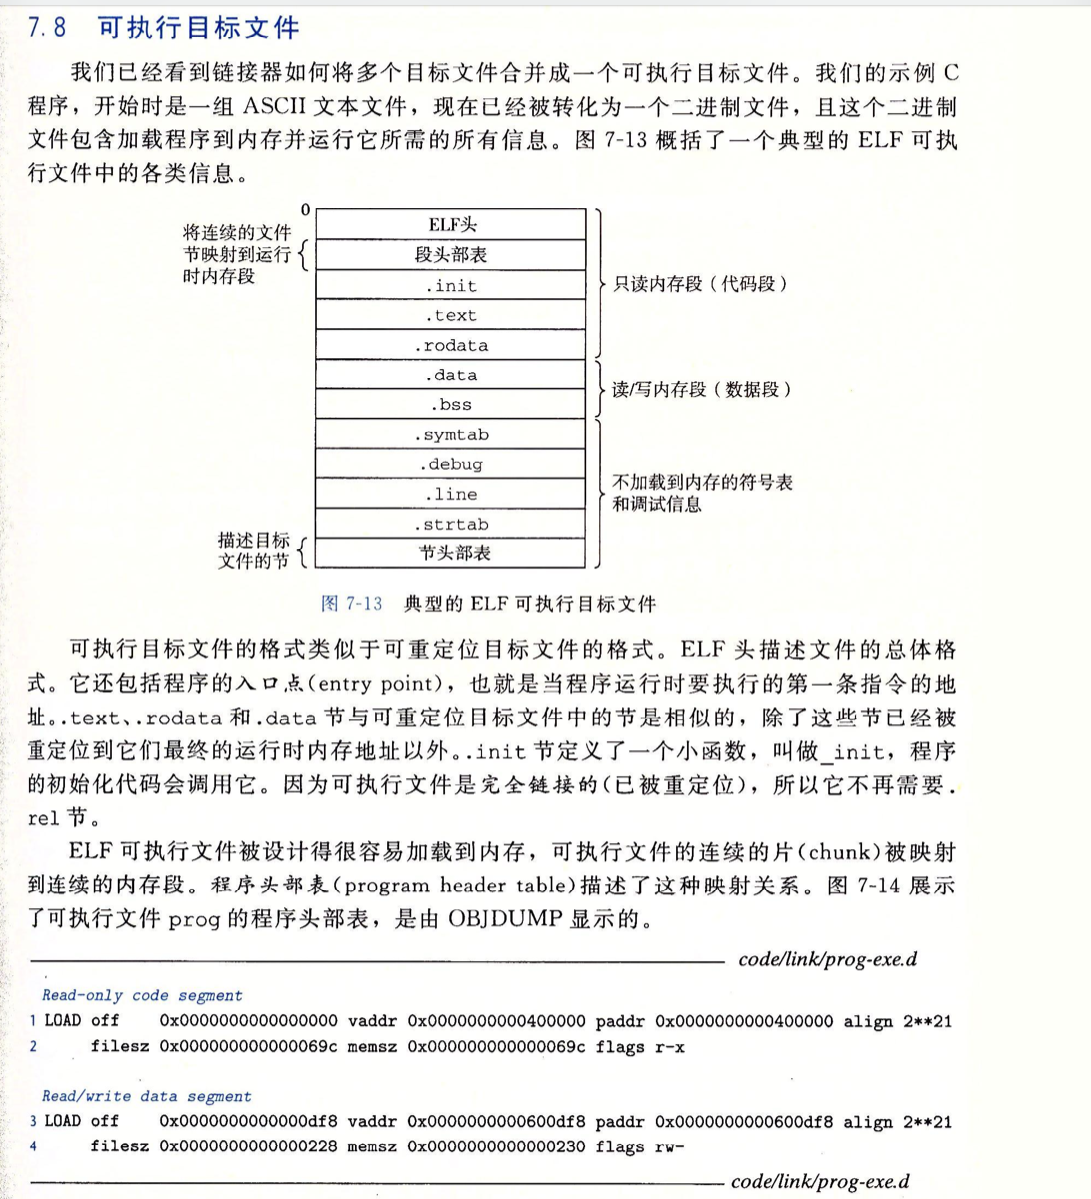 7.8 可执行目标文件
我们已经看到链接器如何将多个目标文件合并成一个可执行目标文件。我们的示例 C
程序，开始时是一组 ASCII 文本文件，现在已经被转化为一个二进制文件，且这个二进制
文件包含加载程序到内存并运行它所需的所有信息。图 7-13 概括了一个典型的 ELF 可执
行文件中的各类信息。
0
将连续的文件
节映射到运行
时内存段
ELF头
段头部表
.init
.text
.rodata
.data
.bss
.symtab
.debug
.line
.strtab
节头部表
只读内存段（代码段）
读/写内存段（数据段）
不加载到内存的符号表
和调试信息
描述目标
文件的节
图 7-13 典型的 ELF 可执行目标文件
可执行目标文件的格式类似于可重定位目标文件的格式。ELF 头描述文件的总体格
式。它还包括程序的入口点(entry point)，也就是当程序运行时要执行的第一条指令的地
址。.text、.rodata 和.data 节与可重定位目标文件中的节是相似的，除了这些节已经被
重定位到它们最终的运行时内存地址以外。.init 节定义了一个小函数，叫做_init，程序
的初始化代码会调用它。因为可执行文件是完全链接的(已被重定位)，所以它不再需要.
rel 节。
ELF 可执行文件被设计得很容易加载到内存，可执行文件的连续的片(chunk)被映射
到连续的内存段。程序头部表(program header table)描述了这种映射关系。图 7-14 展示
了可执行文件 prog 的程序头部表，是由 OBJDUMP 显示的。
code/link/prog-exe.d
Read-only code segment
1 LOAD off 0x0000000000000000 vaddr 0x0000000000400000 paddr 0x0000000000400000 align 2**21
2 filesz 0x000000000000069c memsz 0x000000000000069c flags r-x
Read/write data segment
3 LOAD off 0x0000000000000df8 vaddr 0x0000000000600df8 paddr 0x0000000000600df8 align 2**21
4 filesz 0x0000000000000228 memsz 0x0000000000000230 flags rw-
code/link/prog-exe.d